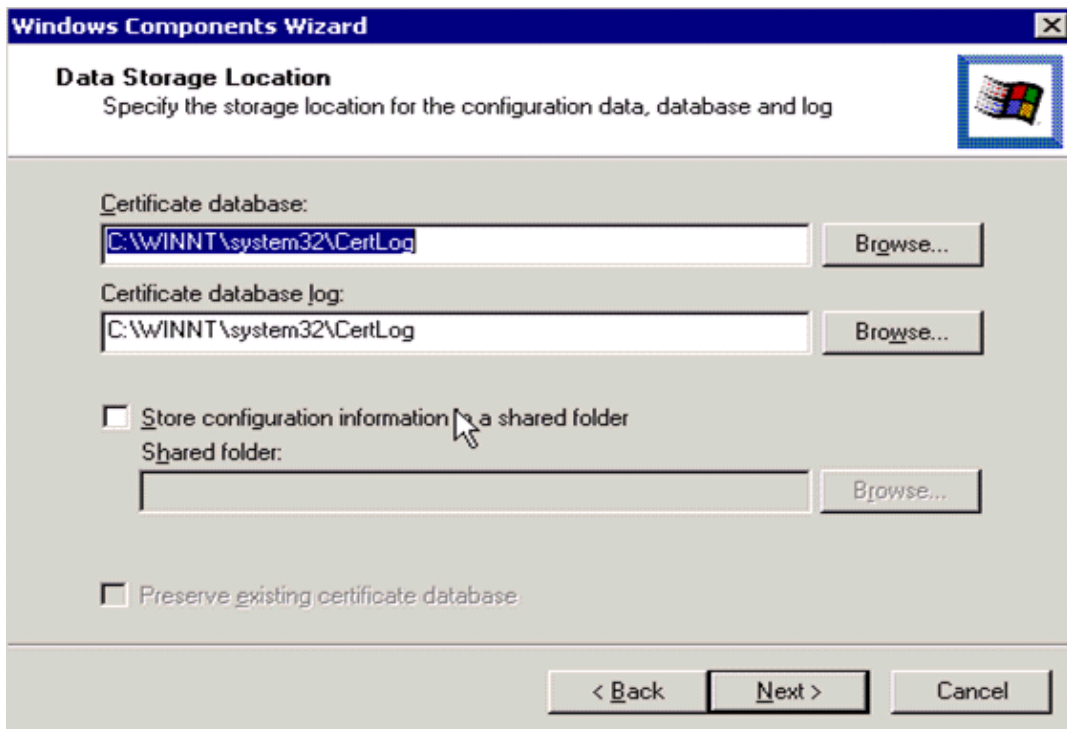 Windows Components Wizard
Data Storage Location
Specify the storage location for the configuration data, database and log
Certificate database:
C:\WINNT\system32\CertLog
Browse...
Certificate database log:
C:\WINNT\system32\CertLog
Browse...
Store configuration information a shared folder
Shared folder:
Browse...
Preserve existing certificate database
< Back
Next >
Cancel